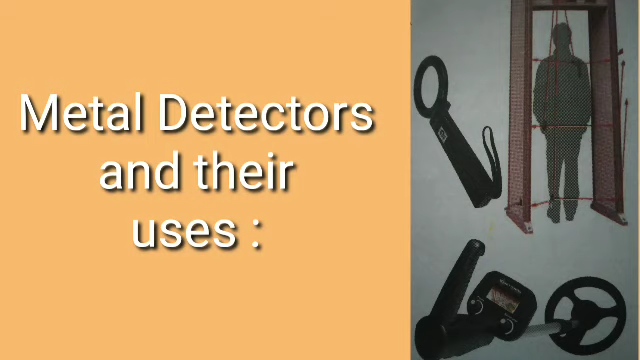 Metal Detectors
and their
uses :